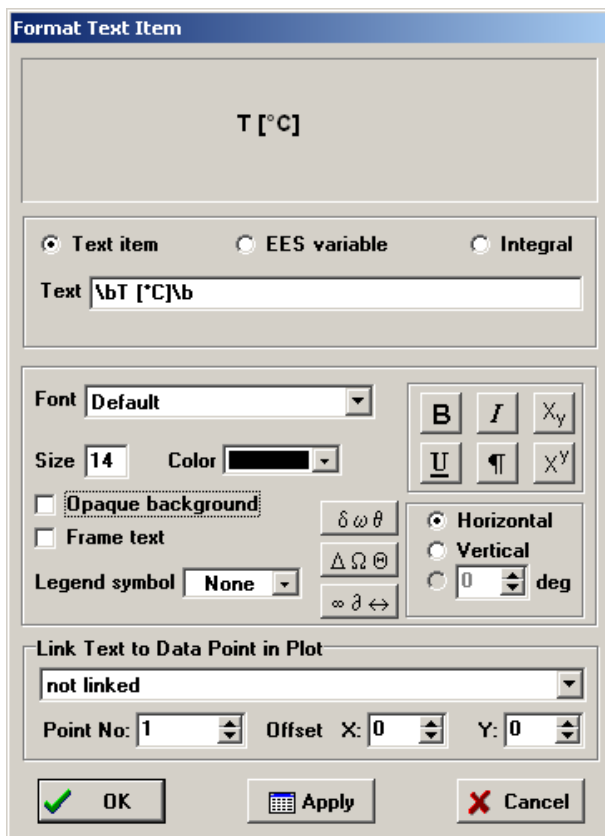 Format Text Item
T [°C]
Text item EES variable Integral
Text \bT [°C]\b
Font Default
B I Xy
Size 14 Color
U ¶ Xy
Opaque background
δ ω θ
Horizontal
Frame text
Vertical
Δ Ω Θ
Legend symbol None
0 deg
∞ ∂ ↔
Link Text to Data Point in Plot
not linked
Point No: 1 Offset X: 0 Y: 0
OK Apply Cancel